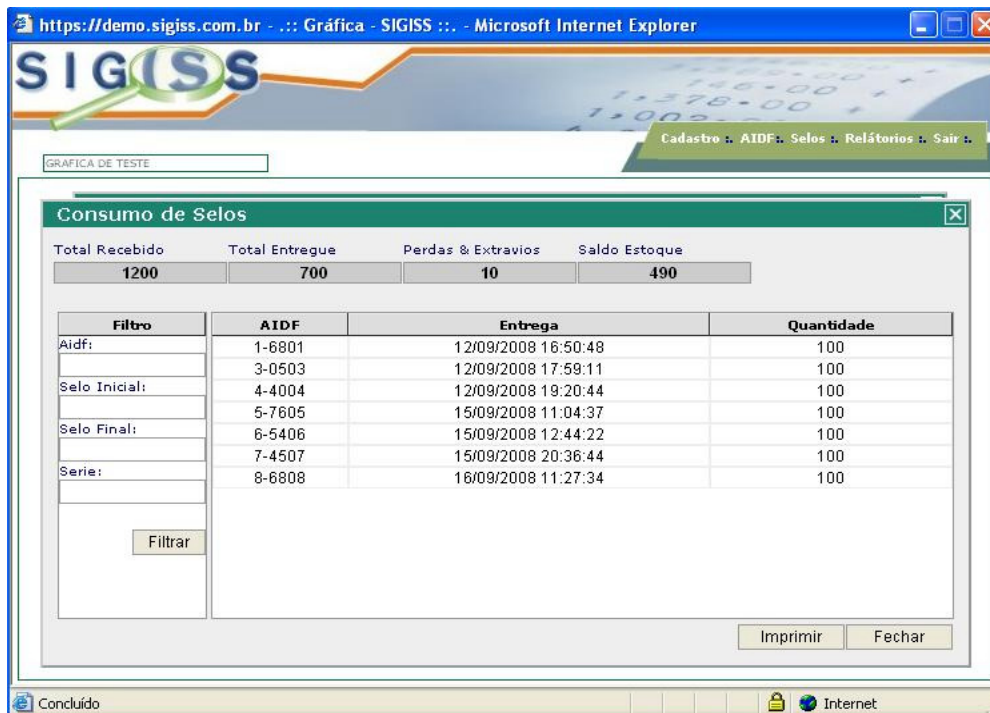 https://demo.sigiss.com.br - .:: Gráfica - SIGISS ::. - Microsoft Internet Explorer
SIGISS
1,378.00 +
Cadastro :. AIDF:. Selos :. Relátorios :. Sair :.
GRAFICA DE TESTE
Consumo de Selos
Total Recebido Total Entregue Perdas & Extravios Saldo Estoque
1200 700 10 490
Filtro AIDF Entrega Quantidade
Aidf: 1-6801 12/09/2008 16:50:48 100
3-0503 12/09/2008 17:59:11 100
Selo Inicial: 4-4004 12/09/2008 19:20:44 100
5-7605 15/09/2008 11:04:37 100
Selo Final: 6-5406 15/09/2008 12:44:22 100
7-4507 15/09/2008 20:36:44 100
Serie: 8-6808 16/09/2008 11:27:34 100
Filtrar
Imprimir Fechar
Concluído Internet